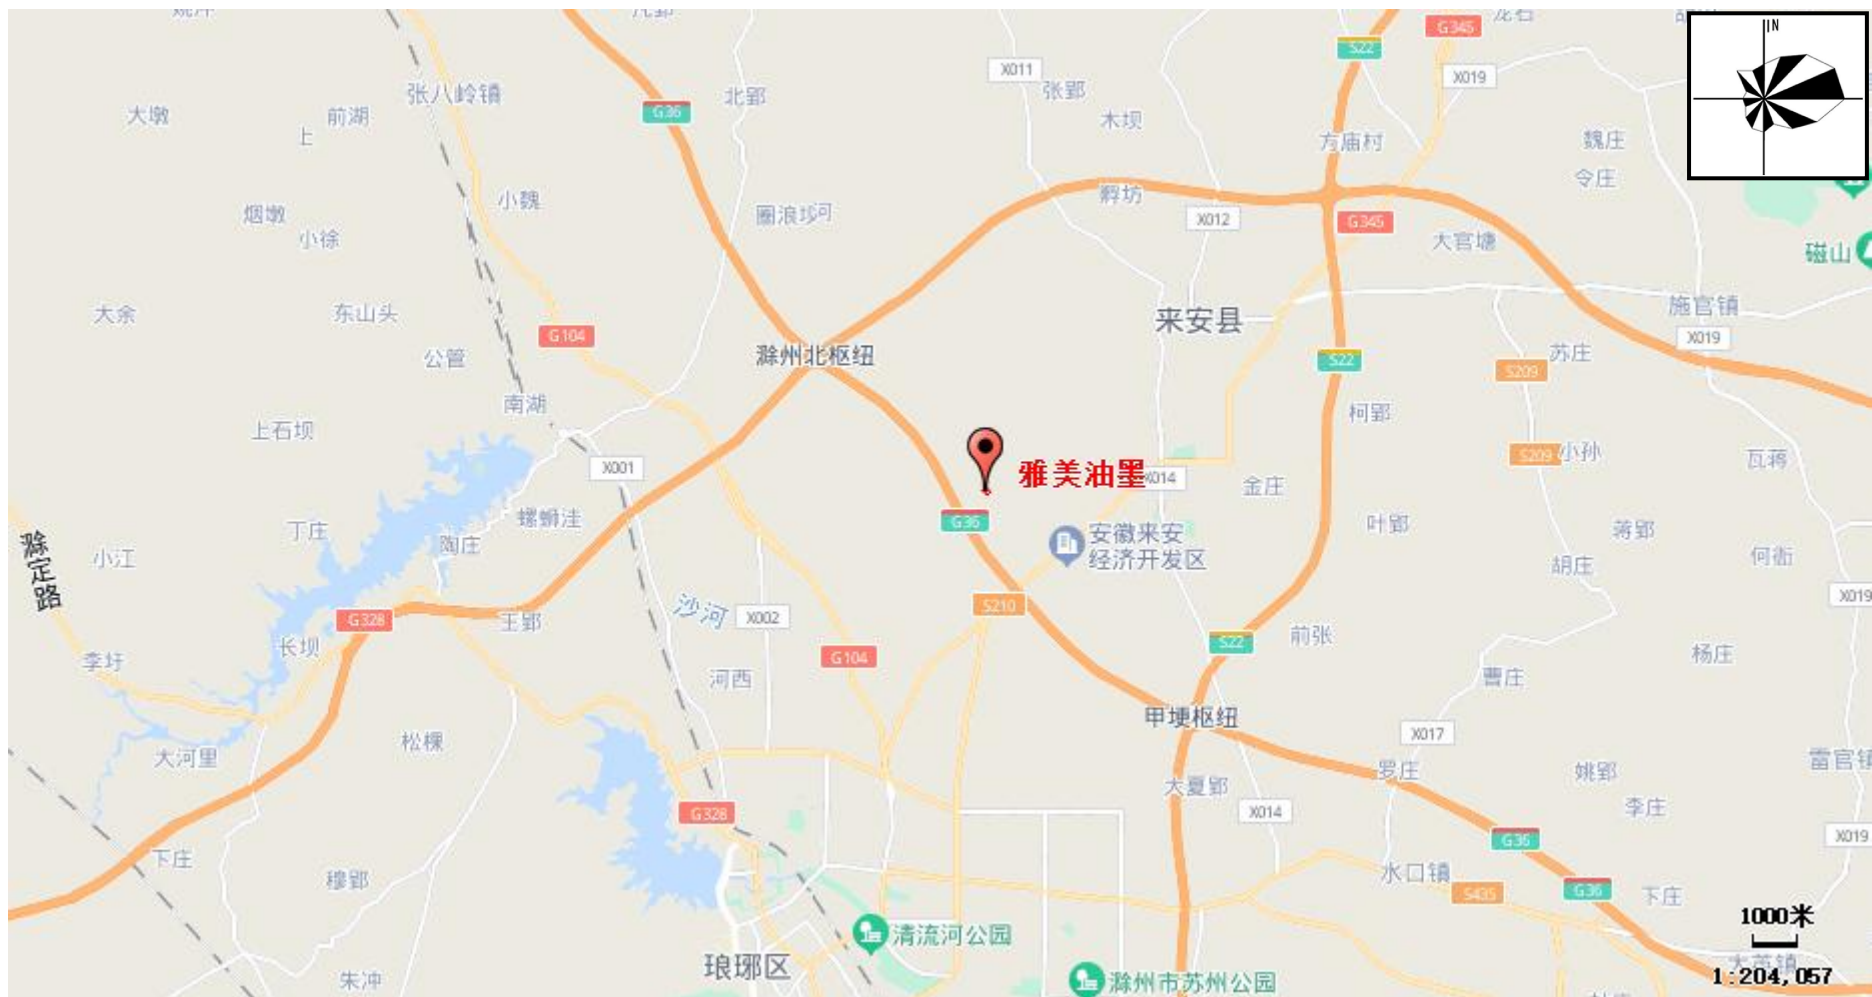 G345
X019
S22
X011
N
张八岭镇
北郢
张郢
G36
大墩
前湖
上
木坝
方庙村
魏庄
令庄
小魏
烟墩
小徐
圈浪圾河
孵坊
X012
G345
大官塘
磁山
大余
东山头
G104
来安县
施官镇
X019
公管
滁州北枢纽
S22
苏庄
S209
南湖
柯郢
上石坝
X001
雅美油墨
X014
金庄
S209
小孙
瓦蒋
丁庄
螺蛳洼
G36
安徽来安
经济开发区
叶郢
蒋郢
滁定路
小江
陶庄
胡庄
何衙
X019
G328
王郢
沙河
X002
S210
S22
前张
长坝
李圩
G104
河西
曹庄
杨庄
松棵
甲埂枢纽
X017
大河里
罗庄
姚郢
雷官镇
大夏郢
G328
X014
李庄
G36
X019
下庄
穆郢
水口镇
S435
G36
下庄
清流河公园
1000米
琅琊区
朱冲
滁州市苏州公园
1:204,057